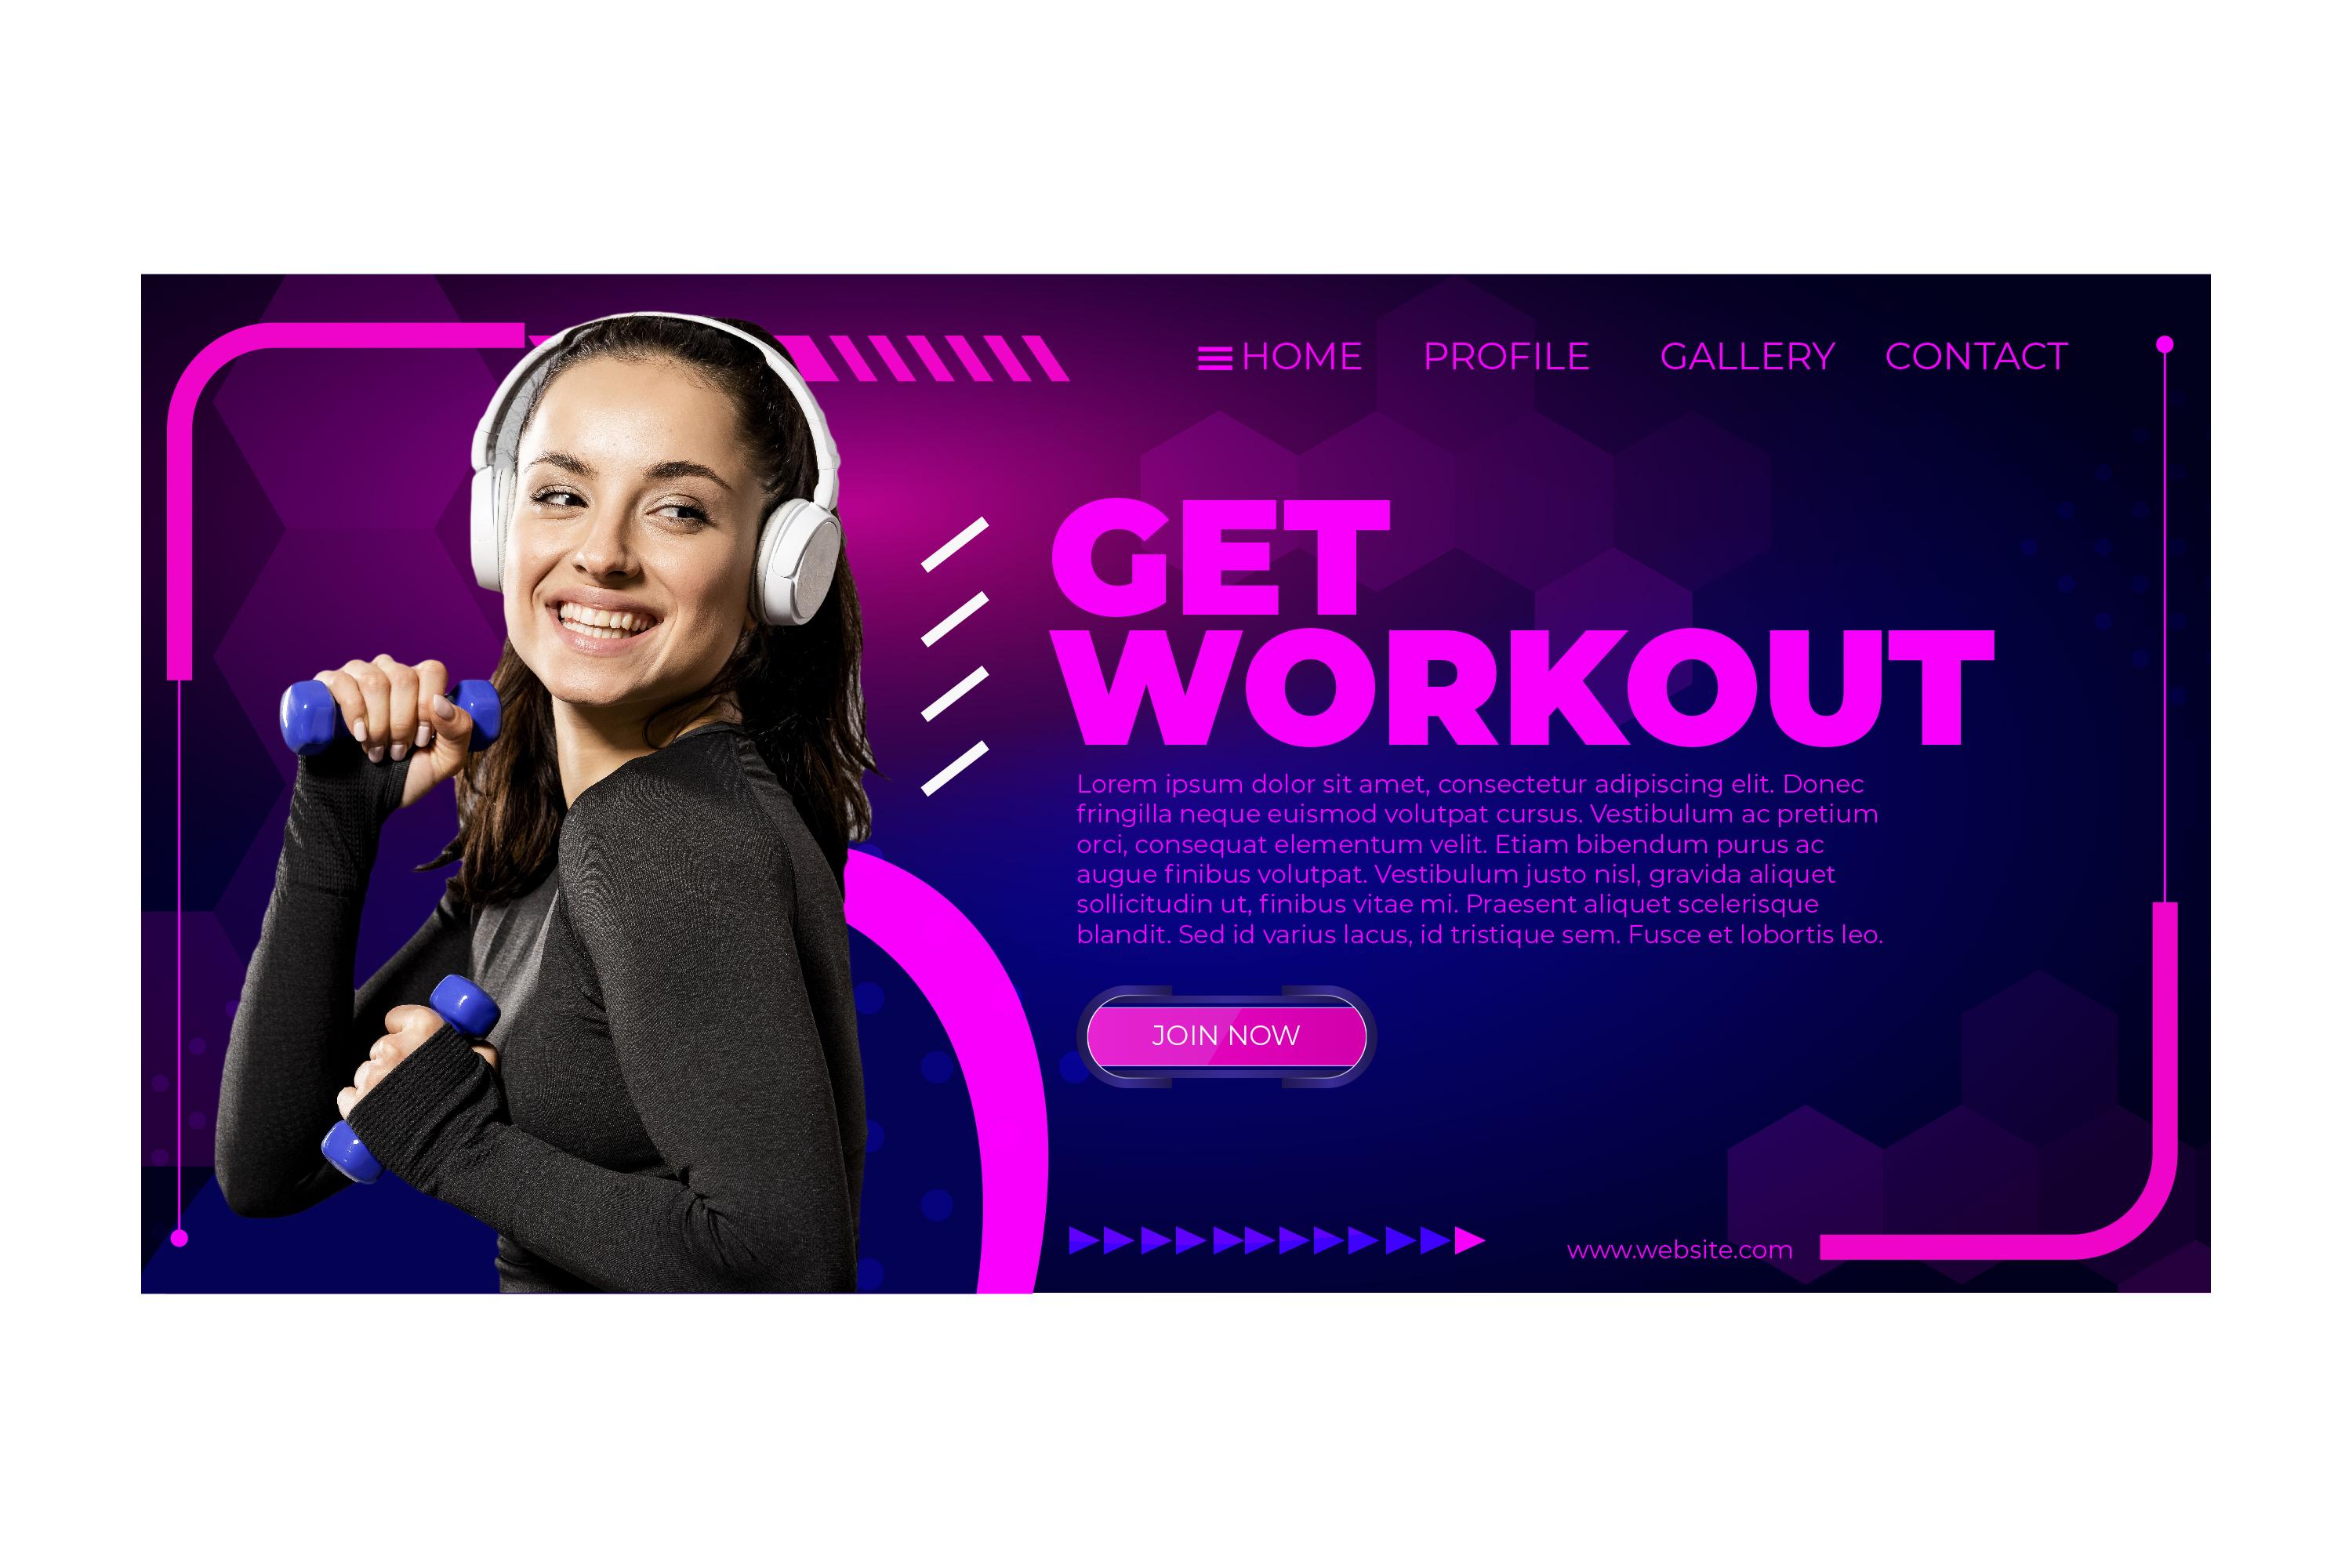 HOME PROFILE GALLERY CONTACT
GET
WORKOUT
Lorem ipsum dolor sit amet, consectetur adipiscing elit. Donec
fringilla neque euismod volutpat cursus. Vestibulum ac pretium
orci, consequat elementum velit. Etiam bibendum purus ac
augue finibus volutpat. Vestibulum justo nisl, gravida aliquet
sollicitudin ut, finibus vitae mi. Praesent aliquet scelerisque
blandit. Sed id varius lacus, id tristique sem. Fusce et lobortis leo.
JOIN NOW
www.website.com